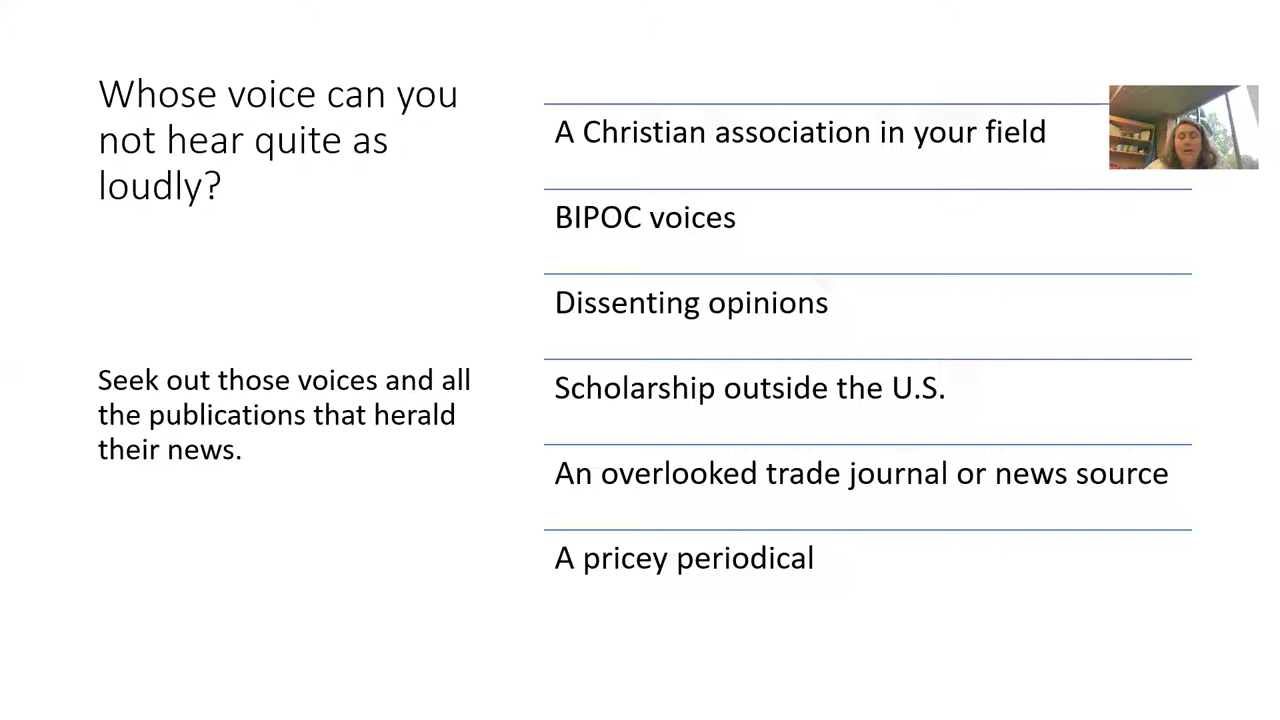 Whose voice can you
not hear quite as
loudly?
Seek out those voices and all
the publications that herald
their news.
A Christian association in your field
BIPOC voices
Dissenting opinions
Scholarship outside the U.S.
An overlooked trade journal or news source
A pricey periodical